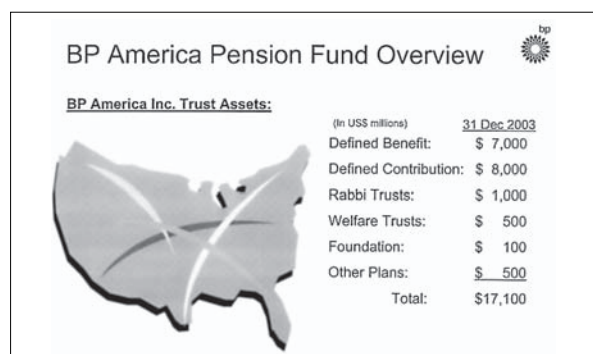 bp
BP America Pension Fund Overview
BP America Inc. Trust Assets:
(In US$ millions) 31 Dec 2003
Defined Benefit: $ 7,000
Defined Contribution: $ 8,000
Rabbi Trusts: $ 1,000
Welfare Trusts: $ 500
Foundation: $ 100
Other Plans: $ 500
Total: $17,100